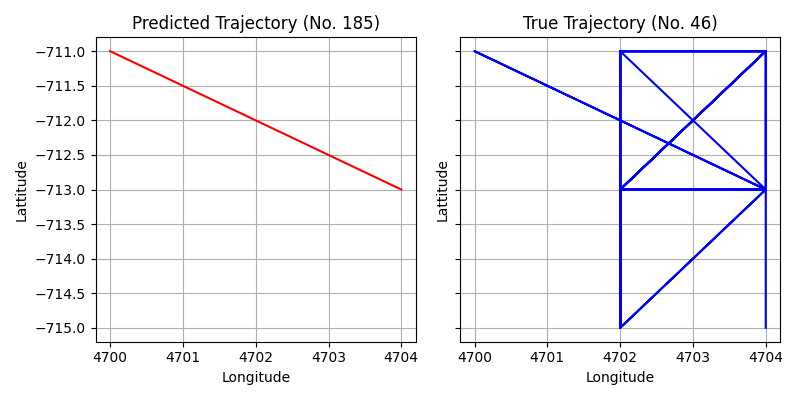 Predicted Trajectory (No. 185)
True Trajectory (No. 46)
−711.0
−711.5
−712.0
−712.5
−713.0
−713.5
−714.0
−714.5
−715.0
Lattitude
Lattitude
4700 4701 4702 4703 4704
4700 4701 4702 4703 4704
Longitude
Longitude